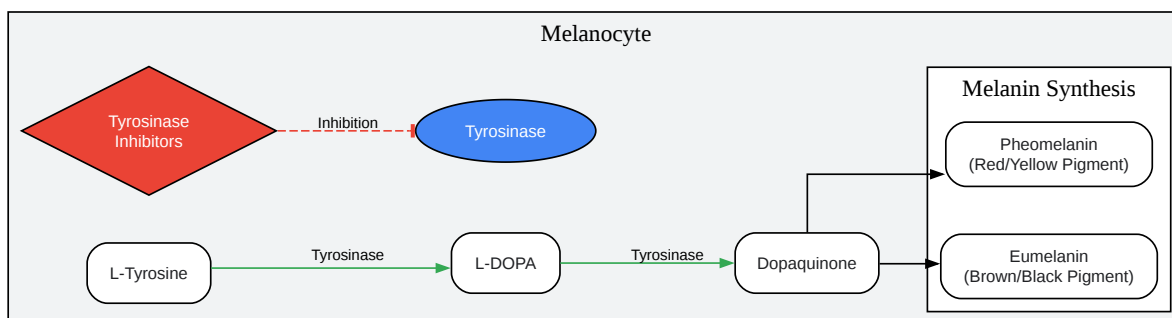 Melanocyte
Tyrosinase
Inhibitors
Inhibition
Tyrosinase
Melanin Synthesis
Pheomelanin
(Red/Yellow Pigment)
L-Tyrosine
Tyrosinase
L-DOPA
Tyrosinase
Dopaquinone
Eumelanin
(Brown/Black Pigment)